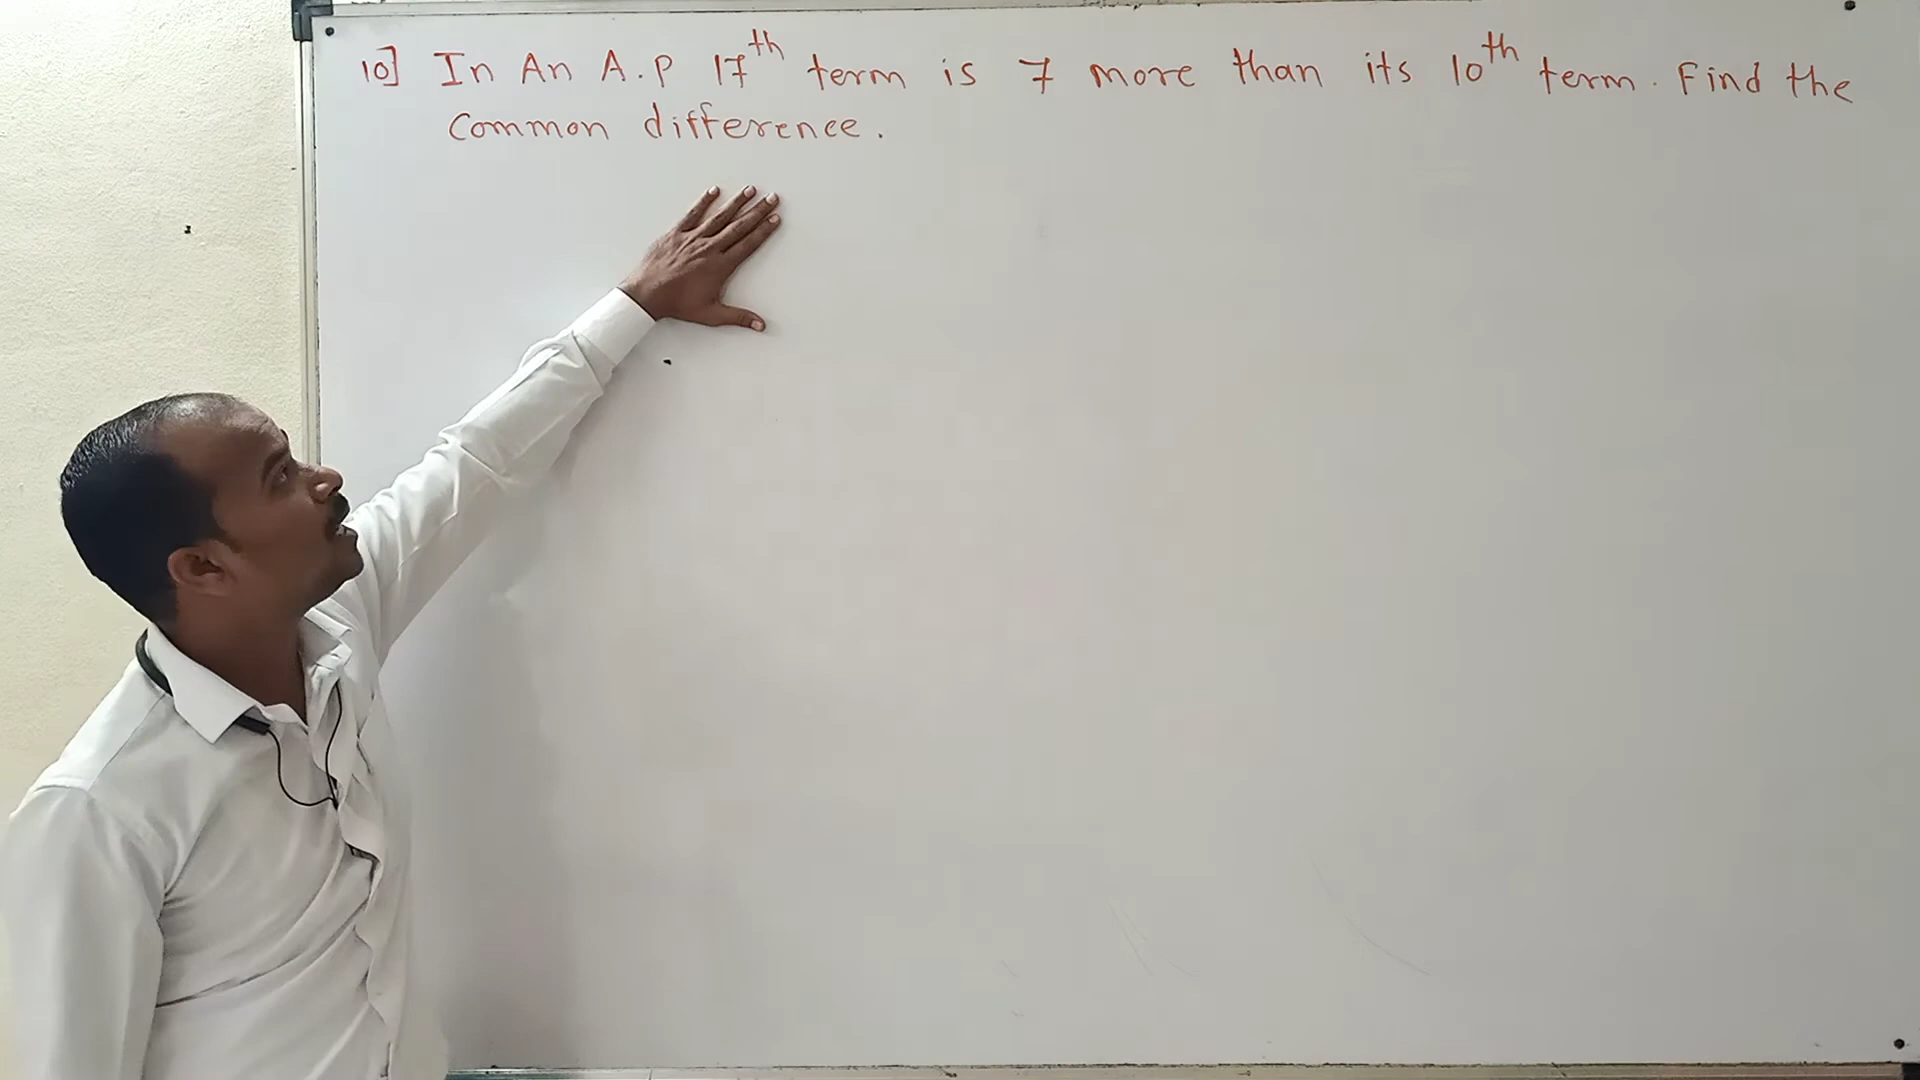 10] In An A.P 17th term is 7 more than its 10th term. Find the
Common difference.